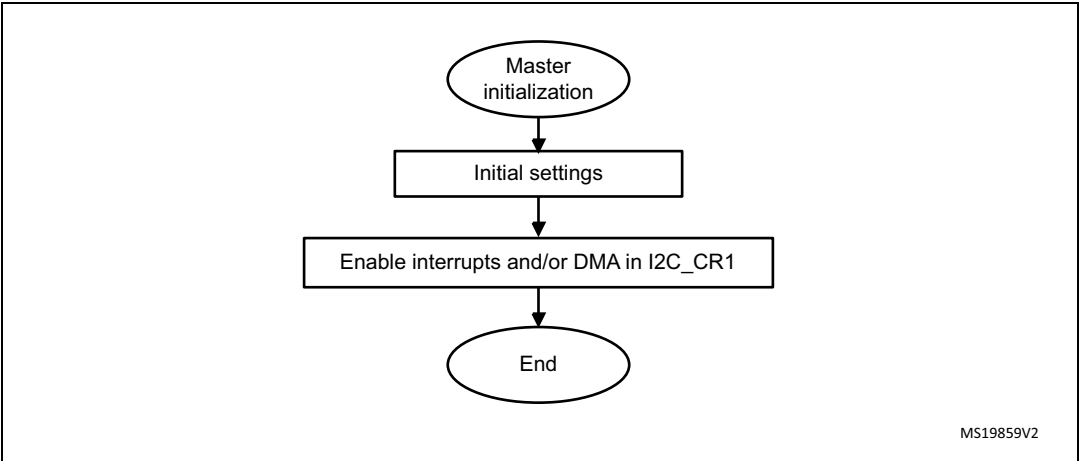 Master
initialization
Initial settings
Enable interrupts and/or DMA in I2C_CR1
End
MS19859V2